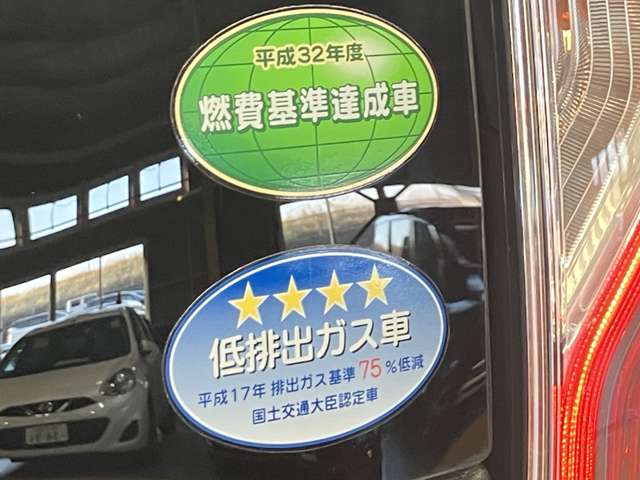 平成32年度
燃費基準達成車
低排出ガス車
平成17年 排出ガス基準 75 %低減
国土交通大臣認定車